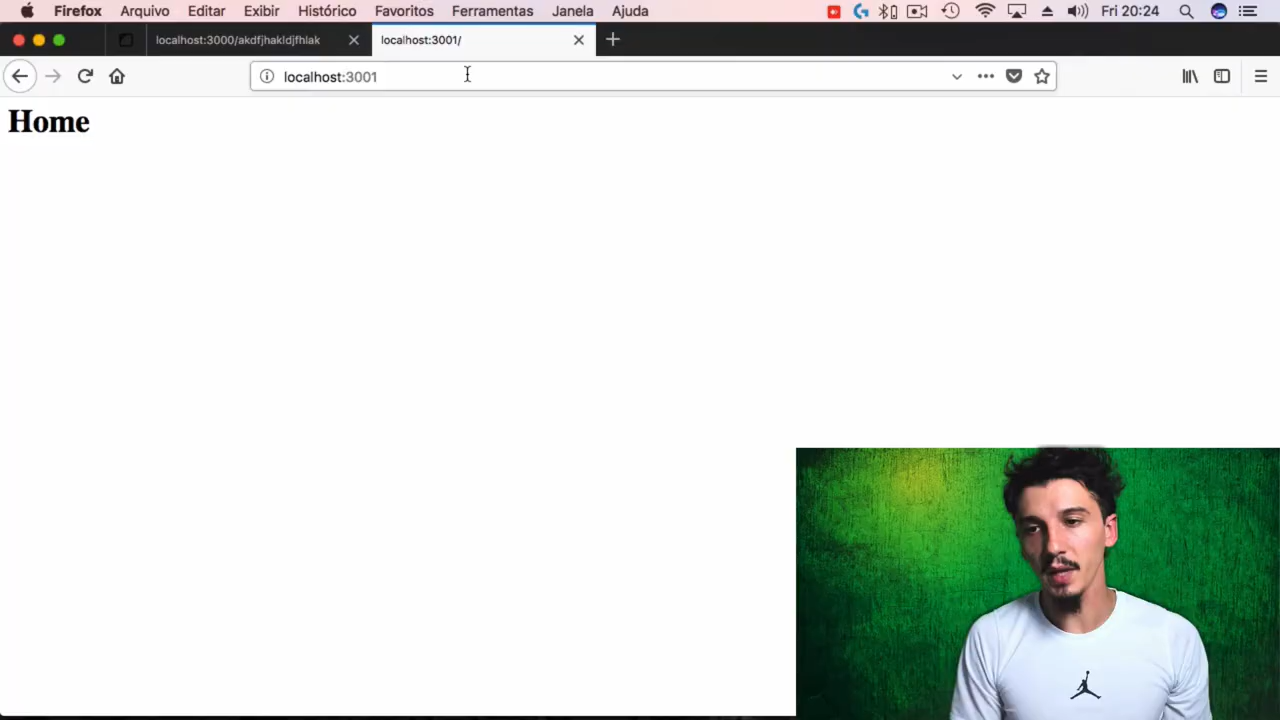 Firefox Arquivo Editar Exibir Histórico Favoritos Ferramentas Janela Ajuda Fri 20:24
localhost:3000/akdfjhakldjfhlak localhost:3001/
localhost:3001
Home